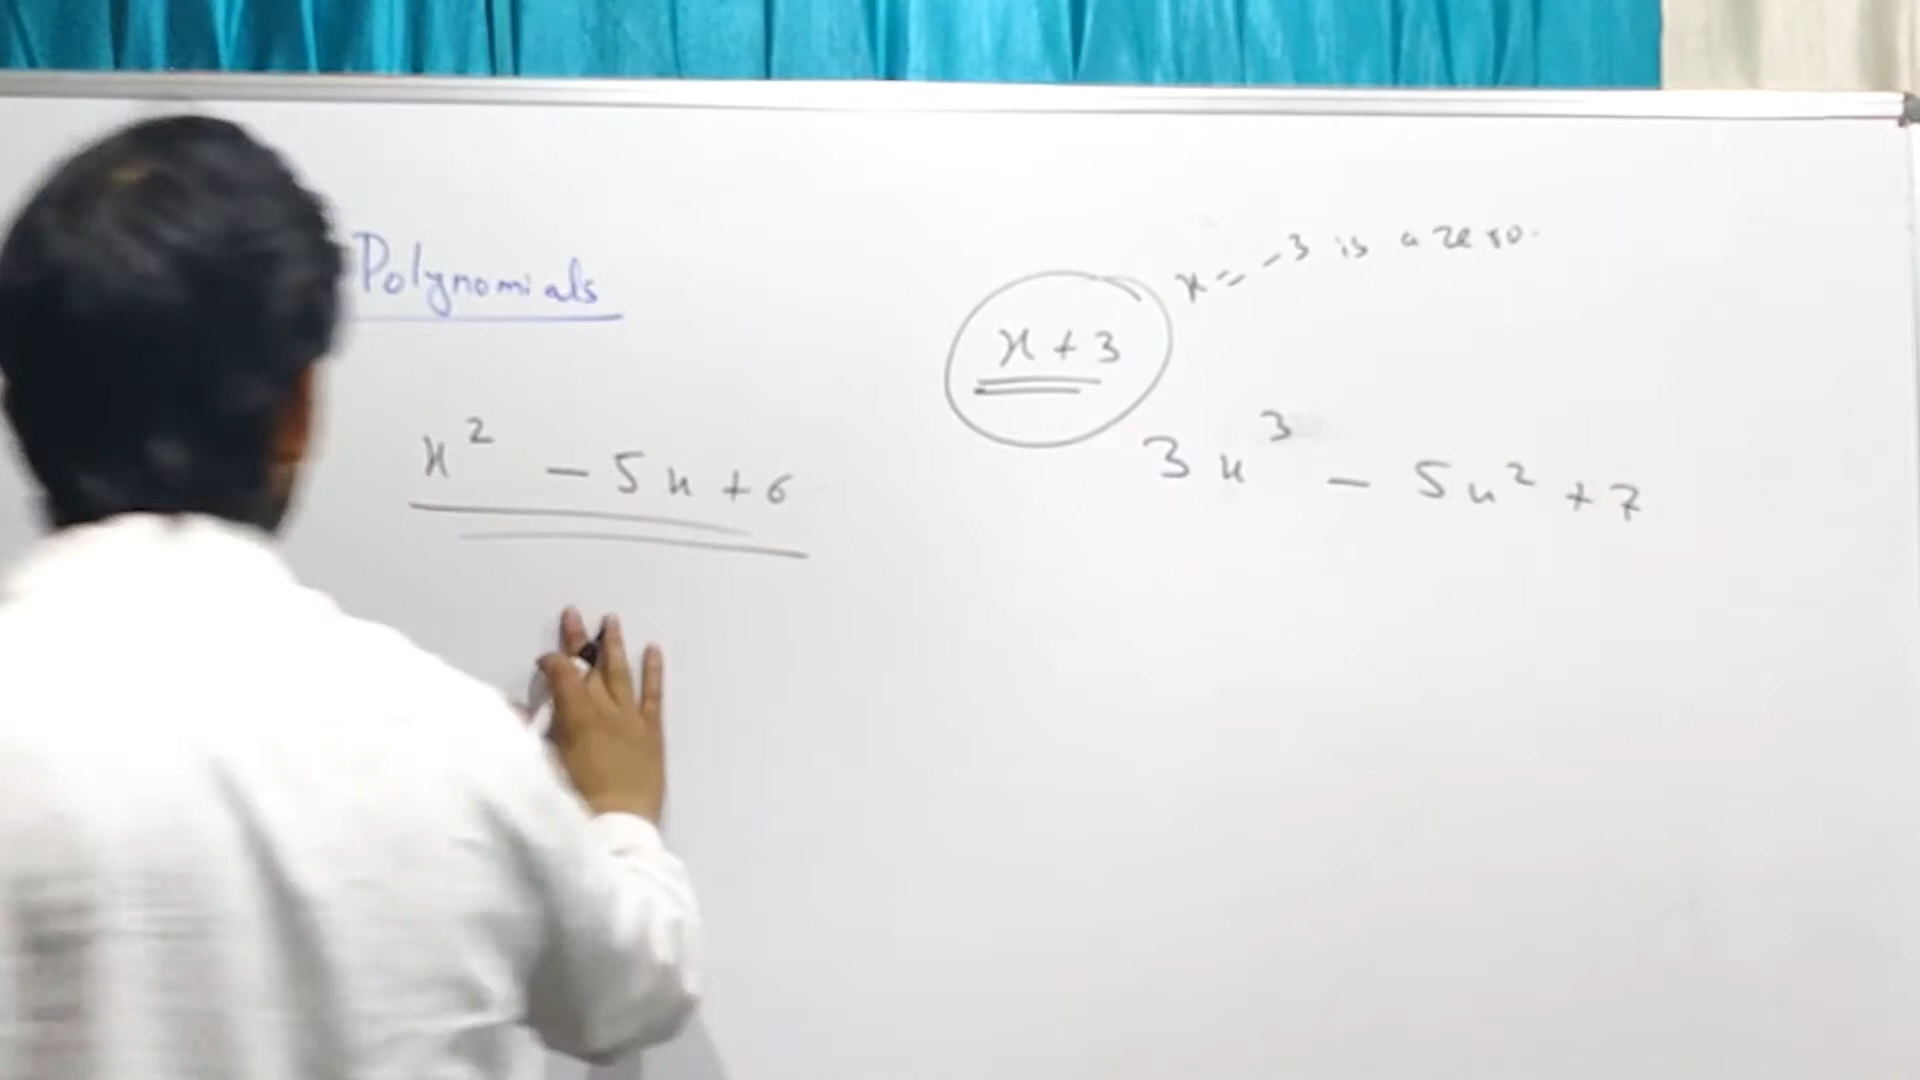 Polynomials
x² - 5x + 6
x = -3 is a zero.
x + 3
3x³ - 5x² + 7